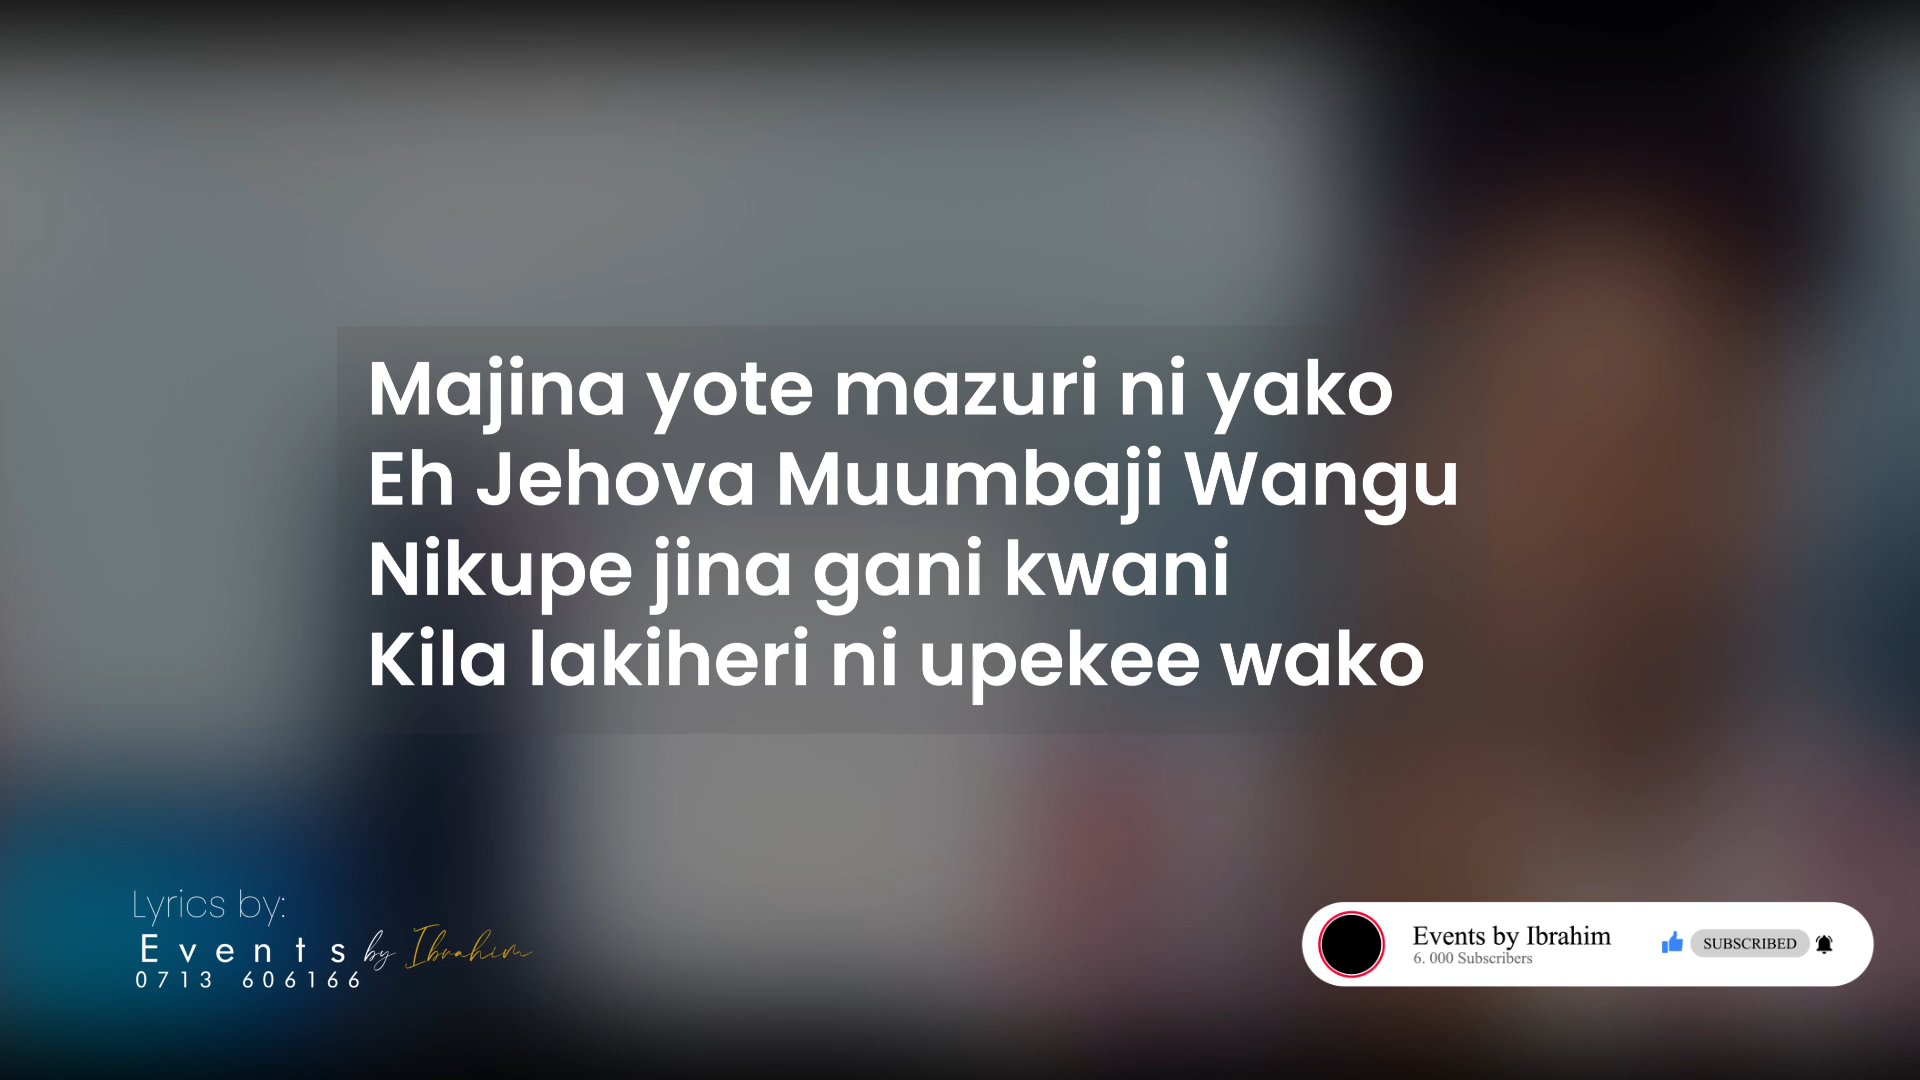 Majina yote mazuri ni yako
Eh Jehova Muumbaji Wangu
Nikupe jina gani kwani
Kila lakiheri ni upekee wako
Lyrics by:
Events by Ibrahim
0713 606166
Events by Ibrahim
6. 000 Subscribers
SUBSCRIBED